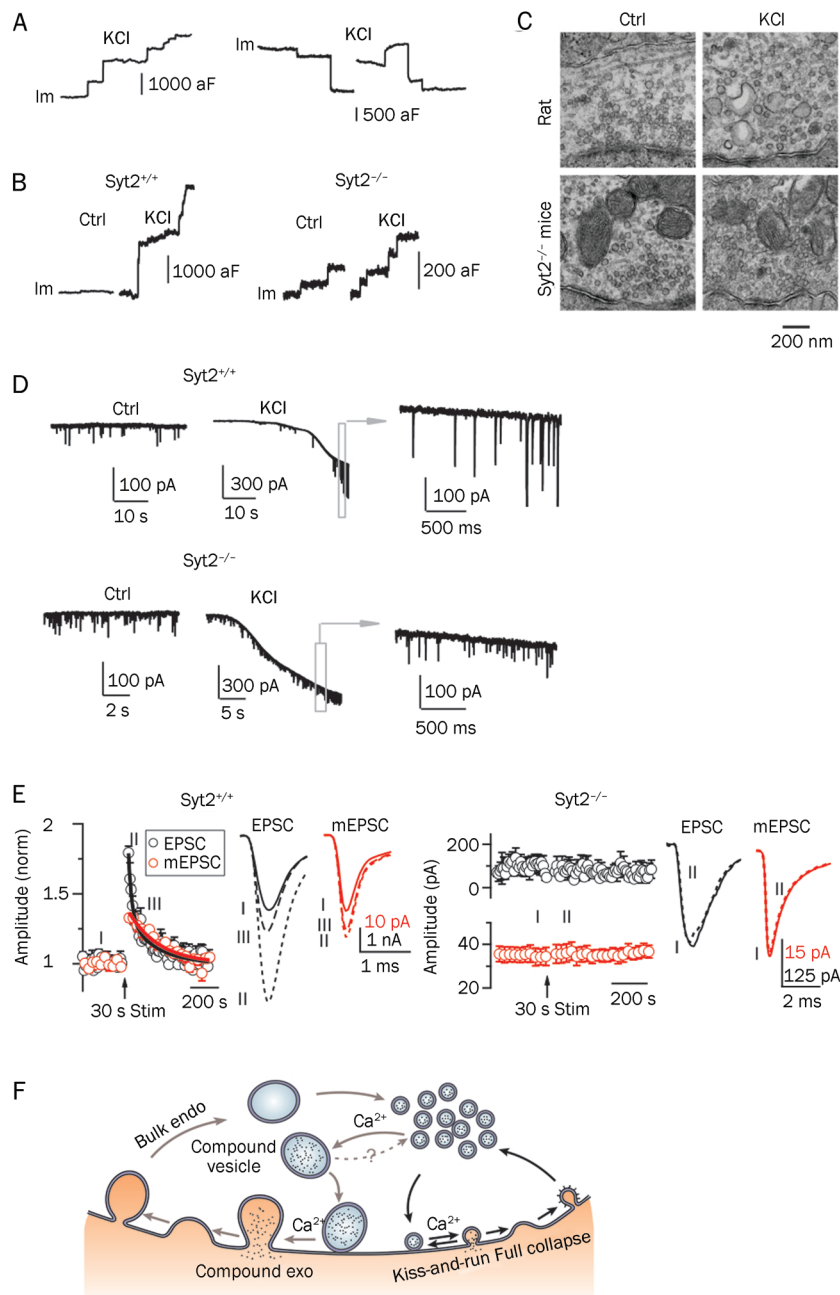 A
KCl
Im
1000 aF
KCl
500 aF
B
Syt2+/+
Syt2−/−
Ctrl
KCl
Ctrl
KCl
Im
1000 aF
Im
200 aF
C
Ctrl
KCl
Rat
Syt2−/− mice
200 nm
D
Syt2+/+
Ctrl
KCl
100 pA
10 s
300 pA
10 s
100 pA
500 ms
Syt2−/−
Ctrl
KCl
100 pA
2 s
300 pA
5 s
100 pA
500 ms
E
Syt2+/+
Amplitude (norm)
2
1.5
1
I
II
III
EPSC
mEPSC
30 s Stim
200 s
EPSC
I
III
II
mEPSC
I
III
II
10 pA
1 nA
1 ms
Syt2−/−
Amplitude (pA)
200
0
40
20
I
II
30 s Stim
200 s
EPSC
II
I
mEPSC
II
I
15 pA
125 pA
2 ms
F
Bulk endo
Compound
vesicle
Ca2+
?
Ca2+
Ca2+
Compound exo
Kiss-and-run
Full collapse